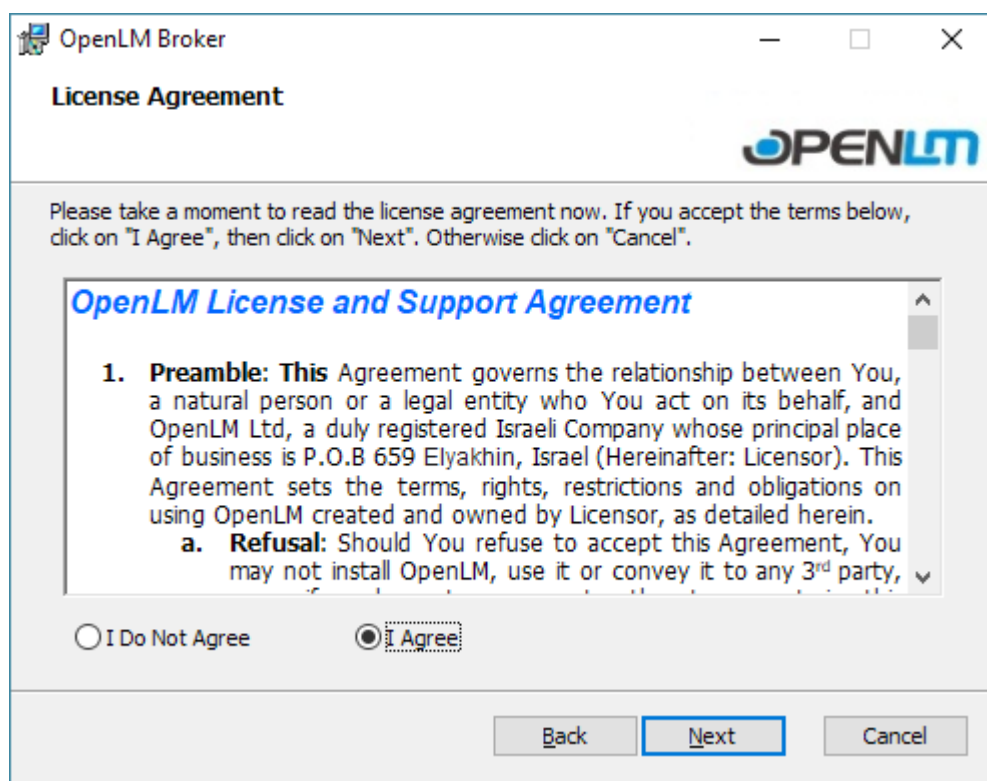 OpenLM Broker
License Agreement
OPENLM
Please take a moment to read the license agreement now. If you accept the terms below,
click on "I Agree", then click on "Next". Otherwise click on "Cancel".
OpenLM License and Support Agreement
1. Preamble: This Agreement governs the relationship between You,
a natural person or a legal entity who You act on its behalf, and
OpenLM Ltd, a duly registered Israeli Company whose principal place
of business is P.O.B 659 Elyakhin, Israel (Hereinafter: Licensor). This
Agreement sets the terms, rights, restrictions and obligations on
using OpenLM created and owned by Licensor, as detailed herein.
a. Refusal: Should You refuse to accept this Agreement, You
may not install OpenLM, use it or convey it to any 3rd party,
I Do Not Agree
I Agree
Back
Next
Cancel